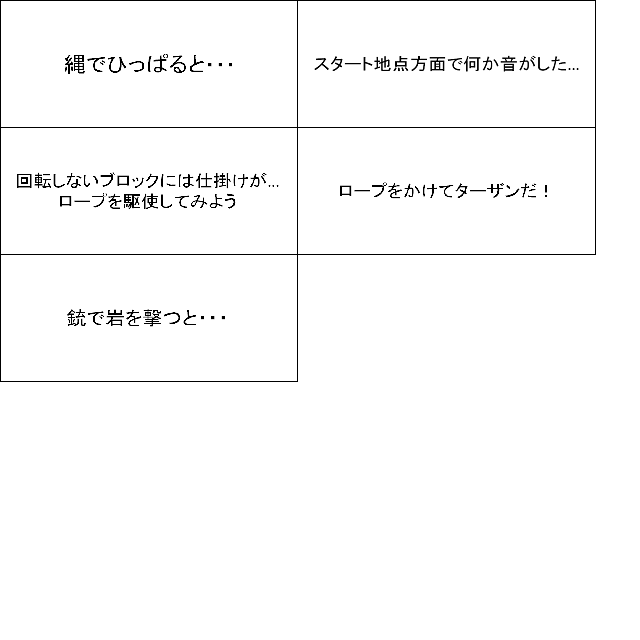 縄でひっぱると･･･
スタート地点方面で何か音がした...
回転しないブロックには仕掛けが...
ロープを駆使してみよう
ロープをかけてターザンだ！
銃で岩を撃つと･･･